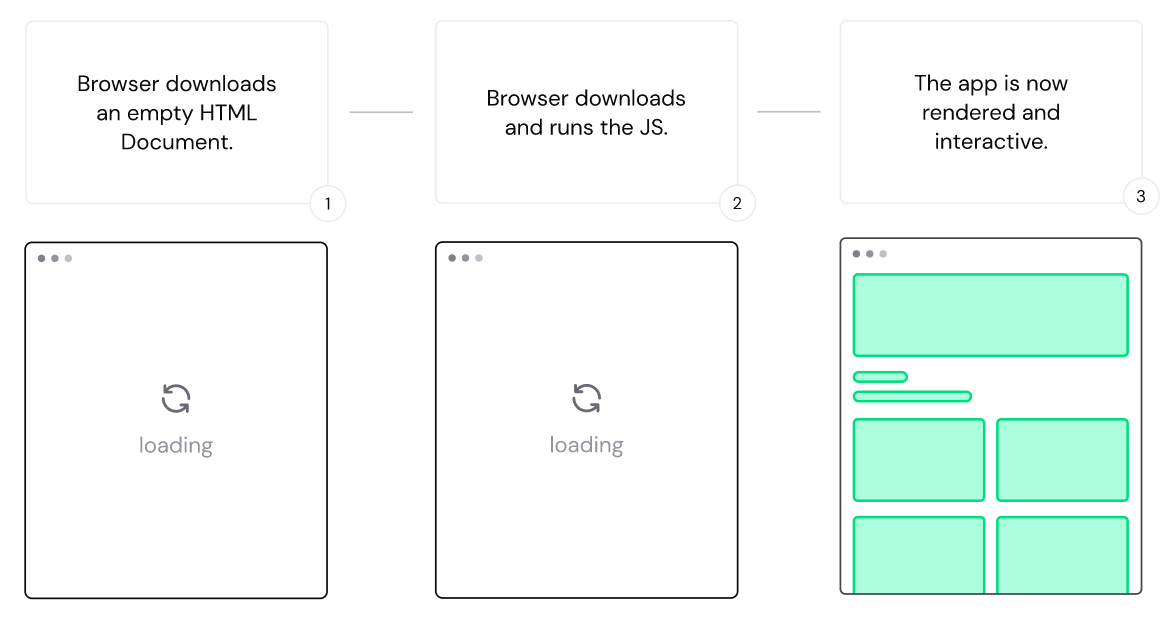 Browser downloads
an empty HTML
Document.
1
Browser downloads
and runs the JS.
2
The app is now
rendered and
interactive.
3
loading
loading